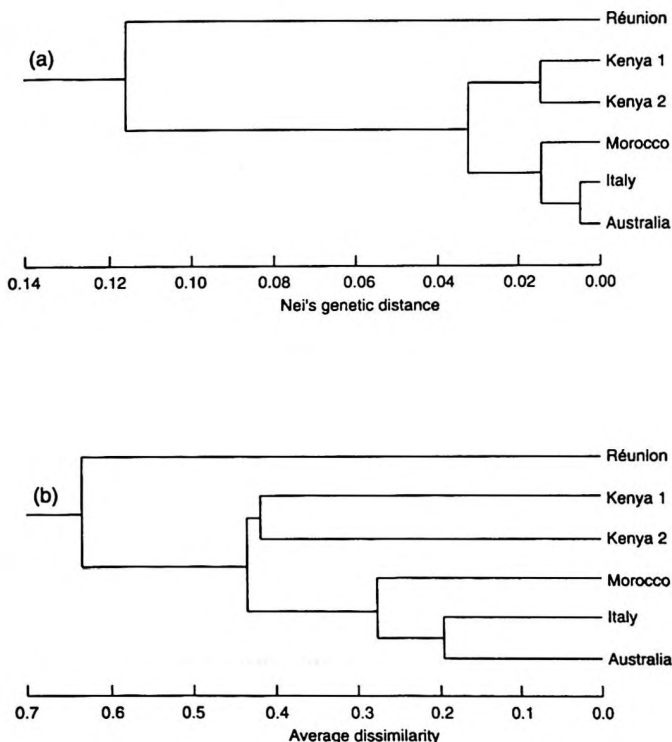 (a)
Réunion
Kenya 1
Kenya 2
Morocco
Italy
Australia
0.14 0.12 0.10 0.08 0.06 0.04 0.02 0.00
Nei's genetic distance
(b)
Réunion
Kenya 1
Kenya 2
Morocco
Italy
Australia
0.7 0.6 0.5 0.4 0.3 0.2 0.1 0.0
Average dissimilarity